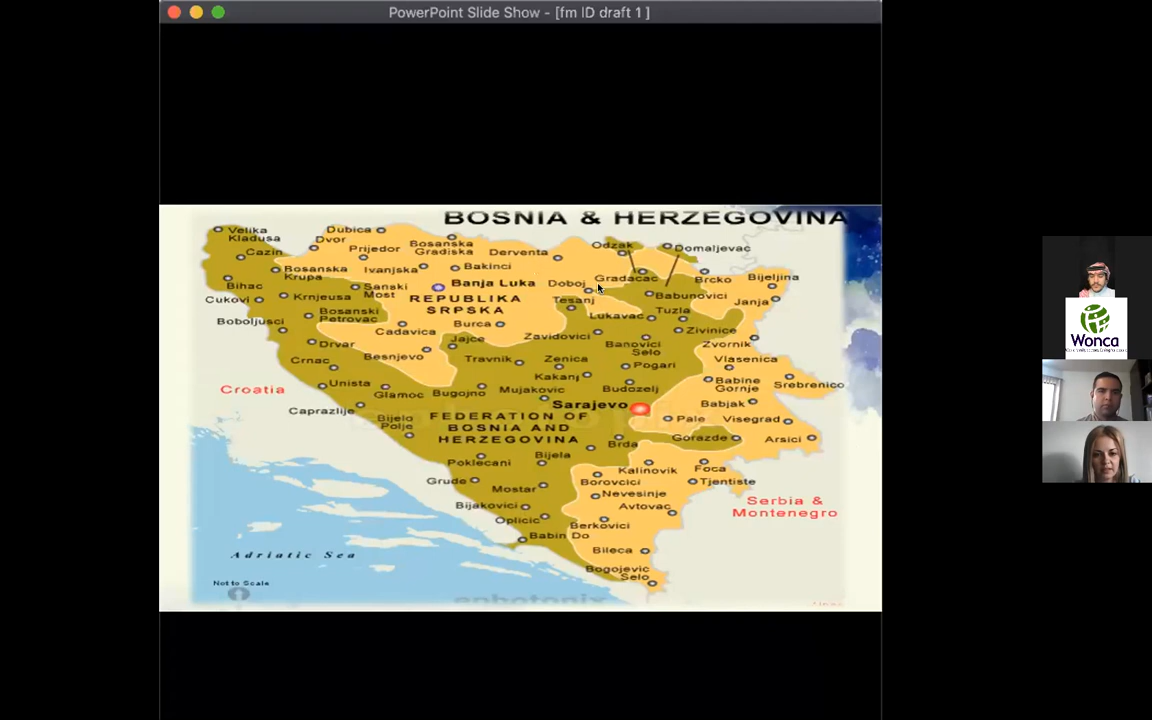 PowerPoint Slide Show - [fm ID draft 1 ]
BOSNIA & HERZEGOVINA
Velika
Kladusa
Cazin
Dubica
Dvor
Prijedor
Bosanska
Gradiska
Derventa
Odzak
Domaljevac
Bosanska
Krupa
Ivanjska
Bakinci
Doboj
Gradacac
Brcko
Bijeljina
Bihac
Sanski
Most
Banja Luka
Cukovi
Krnjeusa
REPUBLIKA
SRPSKA
Tesanj
Babunovici
Janja
Boboljusci
Bosanski
Petrovac
Burca
Lukavac
Tuzla
Cadavica
Zavidovici
Zivinice
Drvar
Jajce
Banovici
Selo
Zvornik
Crnac
Besnjevo
Travnik
Zenica
Pogari
Vlasenica
Unista
Kakanj
Babine
Gornje
Srebrenico
Glamoc
Bugojno
Mujakovic
Budozelj
Croatia
Caprazlije
Sarajevo
Babjak
Bijelo
Polje
FEDERATION OF
BOSNIA AND
HERZEGOVINA
Pale
Visegrad
Brda
Gorazde
Arsici
Poklecani
Bijela
Kalinovik
Foca
Grude
Mostar
Borovcici
Tjentiste
Nevesinje
Bijakovici
Avtovac
Serbia &
Montenegro
Oplicic
Berkovici
Babin Do
Adriatic Sea
Bileca
Bogojevic
Selo
Not to Scale
Wonca